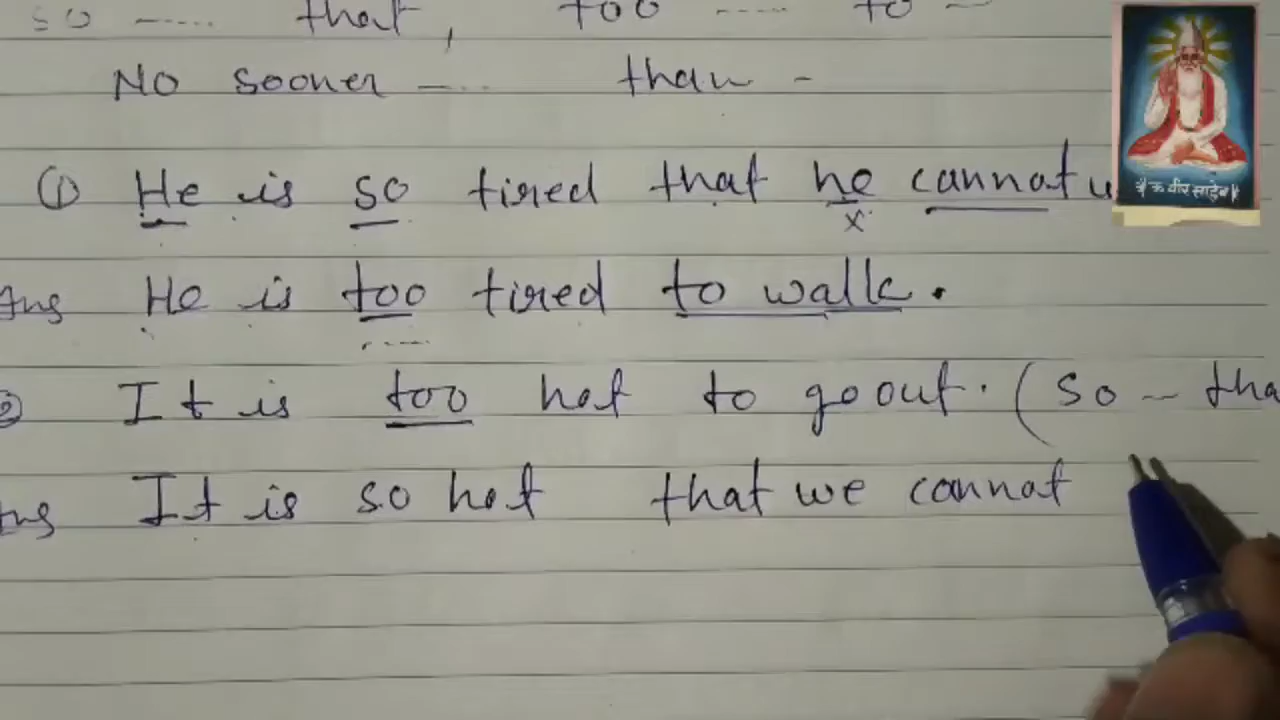 so ..... that, too ..... to –
No sooner –... than –
① He is so tired that he cannot
x
ॐ वीर साहेब
Ans He is too tired to walk.
② It is too hot to go out. (so – tha
Ans It is so hot that we cannot